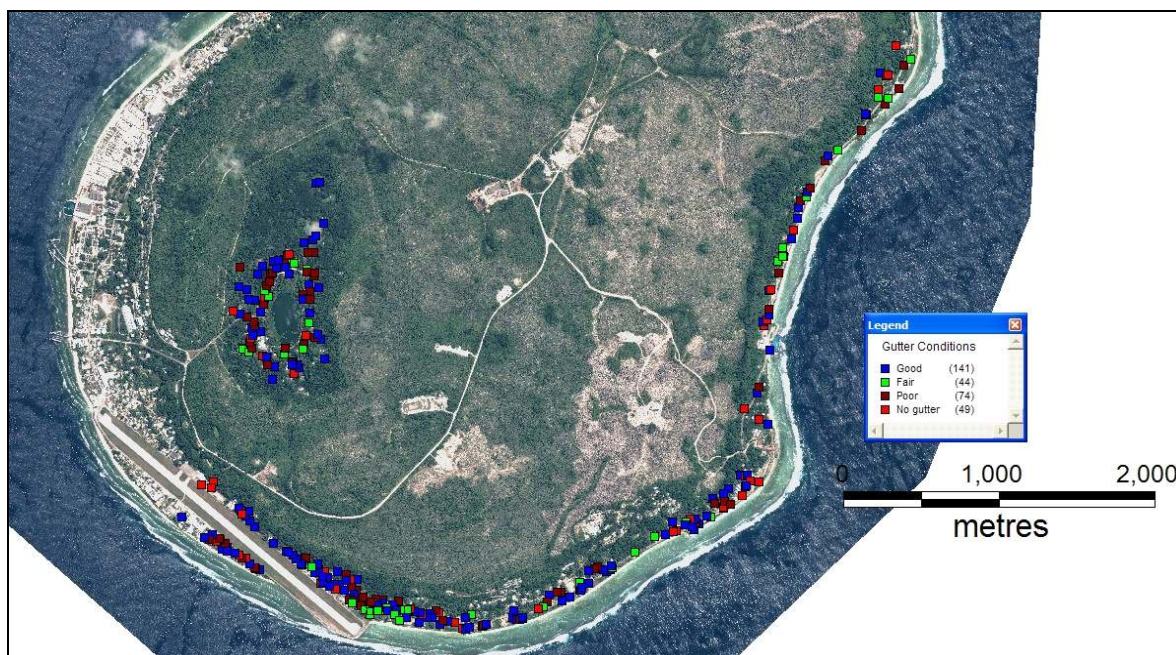 Legend
Gutter Conditions
Good (141)
Fair (44)
Poor (74)
No gutter (49)
0 1,000 2,000
metres